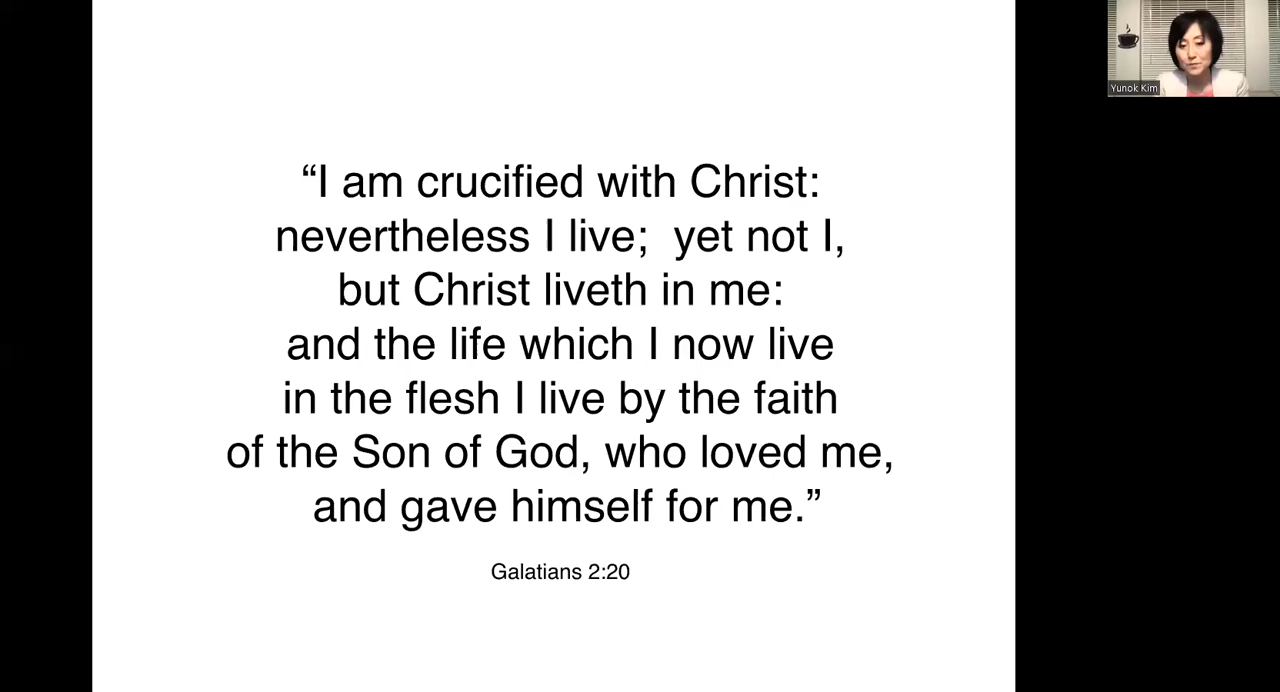 “I am crucified with Christ:
nevertheless I live;  yet not I,
but Christ liveth in me:
and the life which I now live
in the flesh I live by the faith
of the Son of God, who loved me,
and gave himself for me.”
Galatians 2:20
Yunok Kim